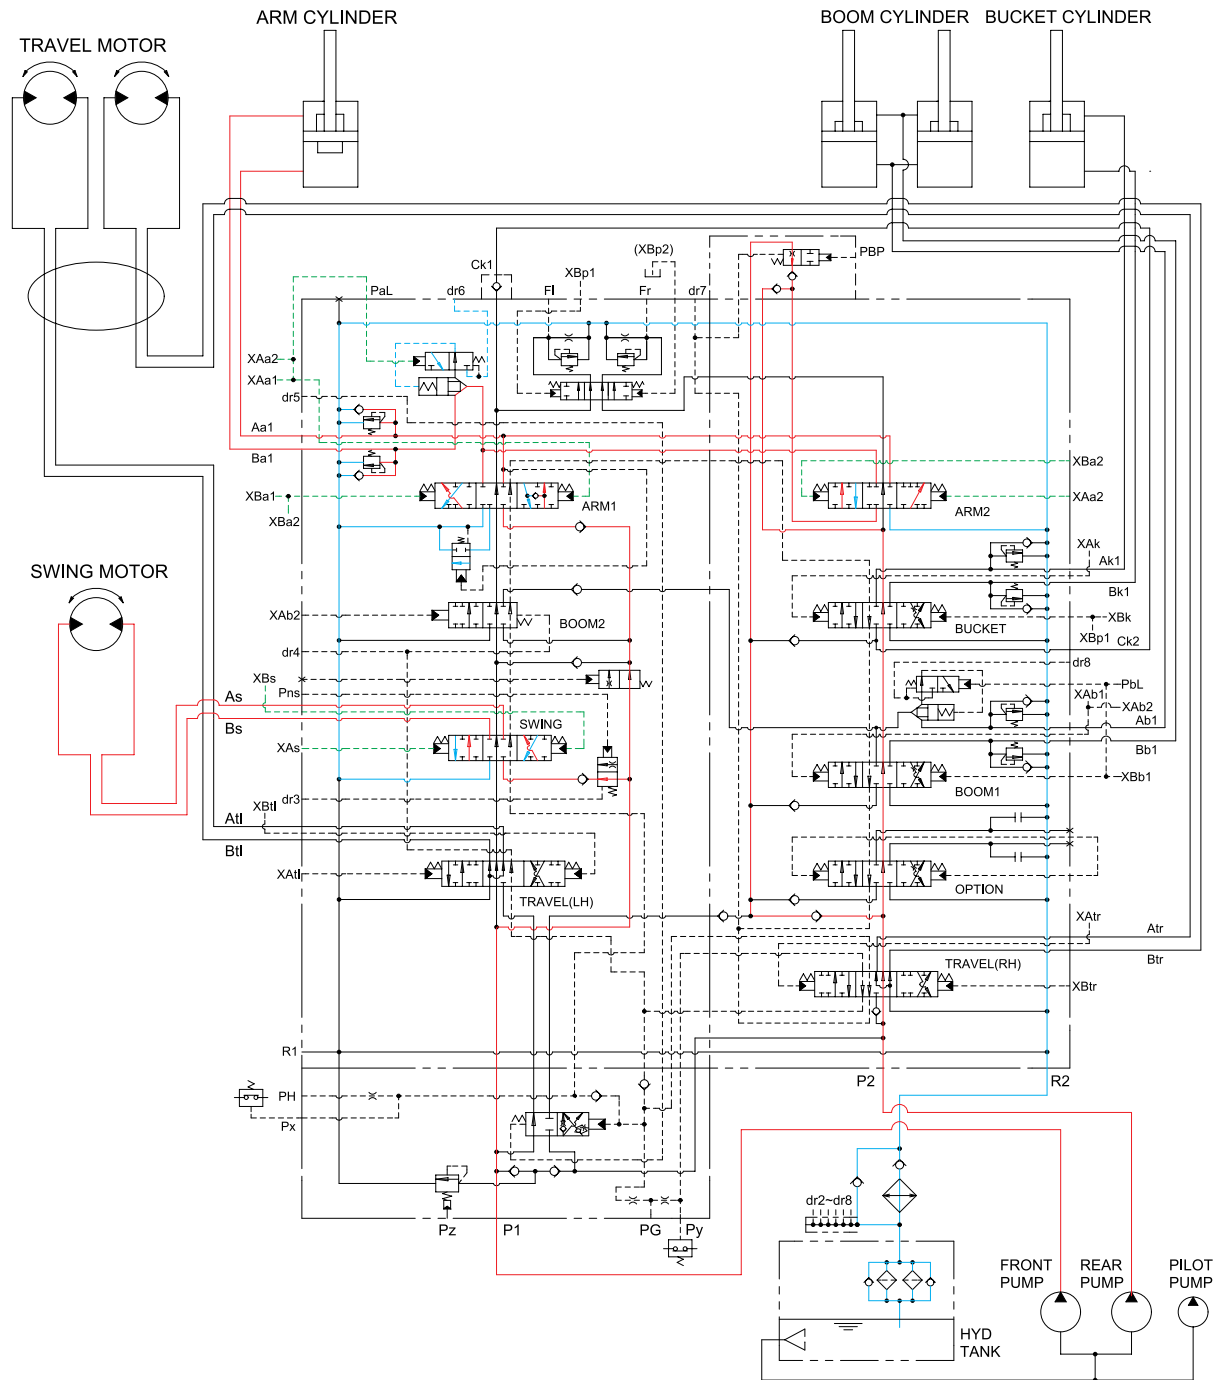 ARM CYLINDER
BOOM CYLINDER
BUCKET CYLINDER
TRAVEL MOTOR
(XBp2)
PBP
Ck1
XBp1
PaL
dr6
Fl
Fr
dr7
XAa2
XAa1
dr5
Aa1
Ba1
XBa2
XBa1
XAa2
XBa2
ARM1
ARM2
XAk
Ak1
SWING MOTOR
Bk1
XAb2
BOOM2
BUCKET
XBk
XBp1
Ck2
dr4
dr8
XBs
Pns
PbL
XAb1
XAb2
As
Bs
SWING
Ab1
XAs
Bb1
XBb1
dr3
BOOM1
XBtl
Atl
Btl
XAtl
OPTION
TRAVEL(LH)
XAtr
Atr
Btr
TRAVEL(RH)
XBtr
R1
P2
R2
PH
Px
dr2~dr8
Pz
P1
PG
Py
FRONT
PUMP
REAR
PUMP
PILOT
PUMP
HYD
TANK